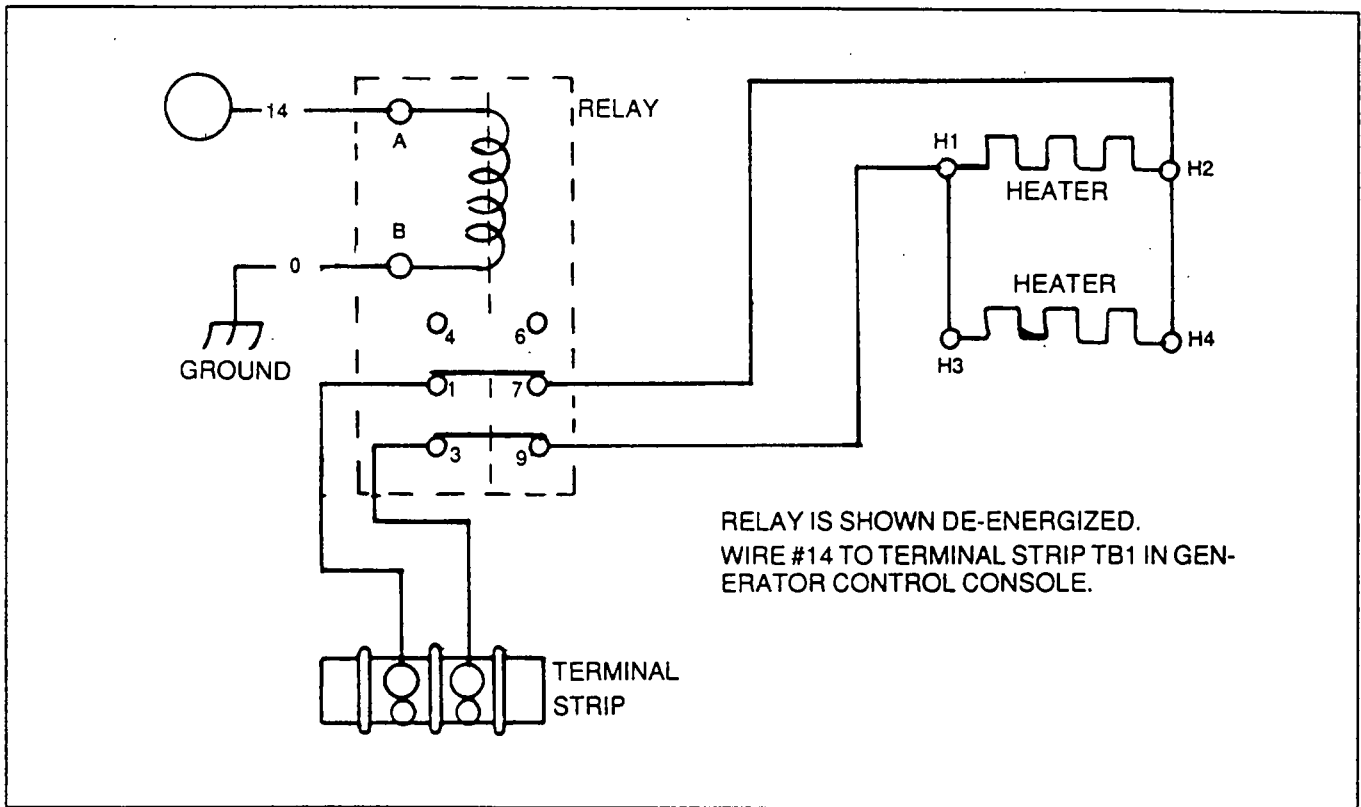 14
RELAY
A
B
0
GROUND
4
6
1
7
3
9
H1
H2
HEATER
HEATER
H3
H4
RELAY IS SHOWN DE-ENERGIZED.
WIRE #14 TO TERMINAL STRIP TB1 IN GEN-
ERATOR CONTROL CONSOLE.
TERMINAL
STRIP